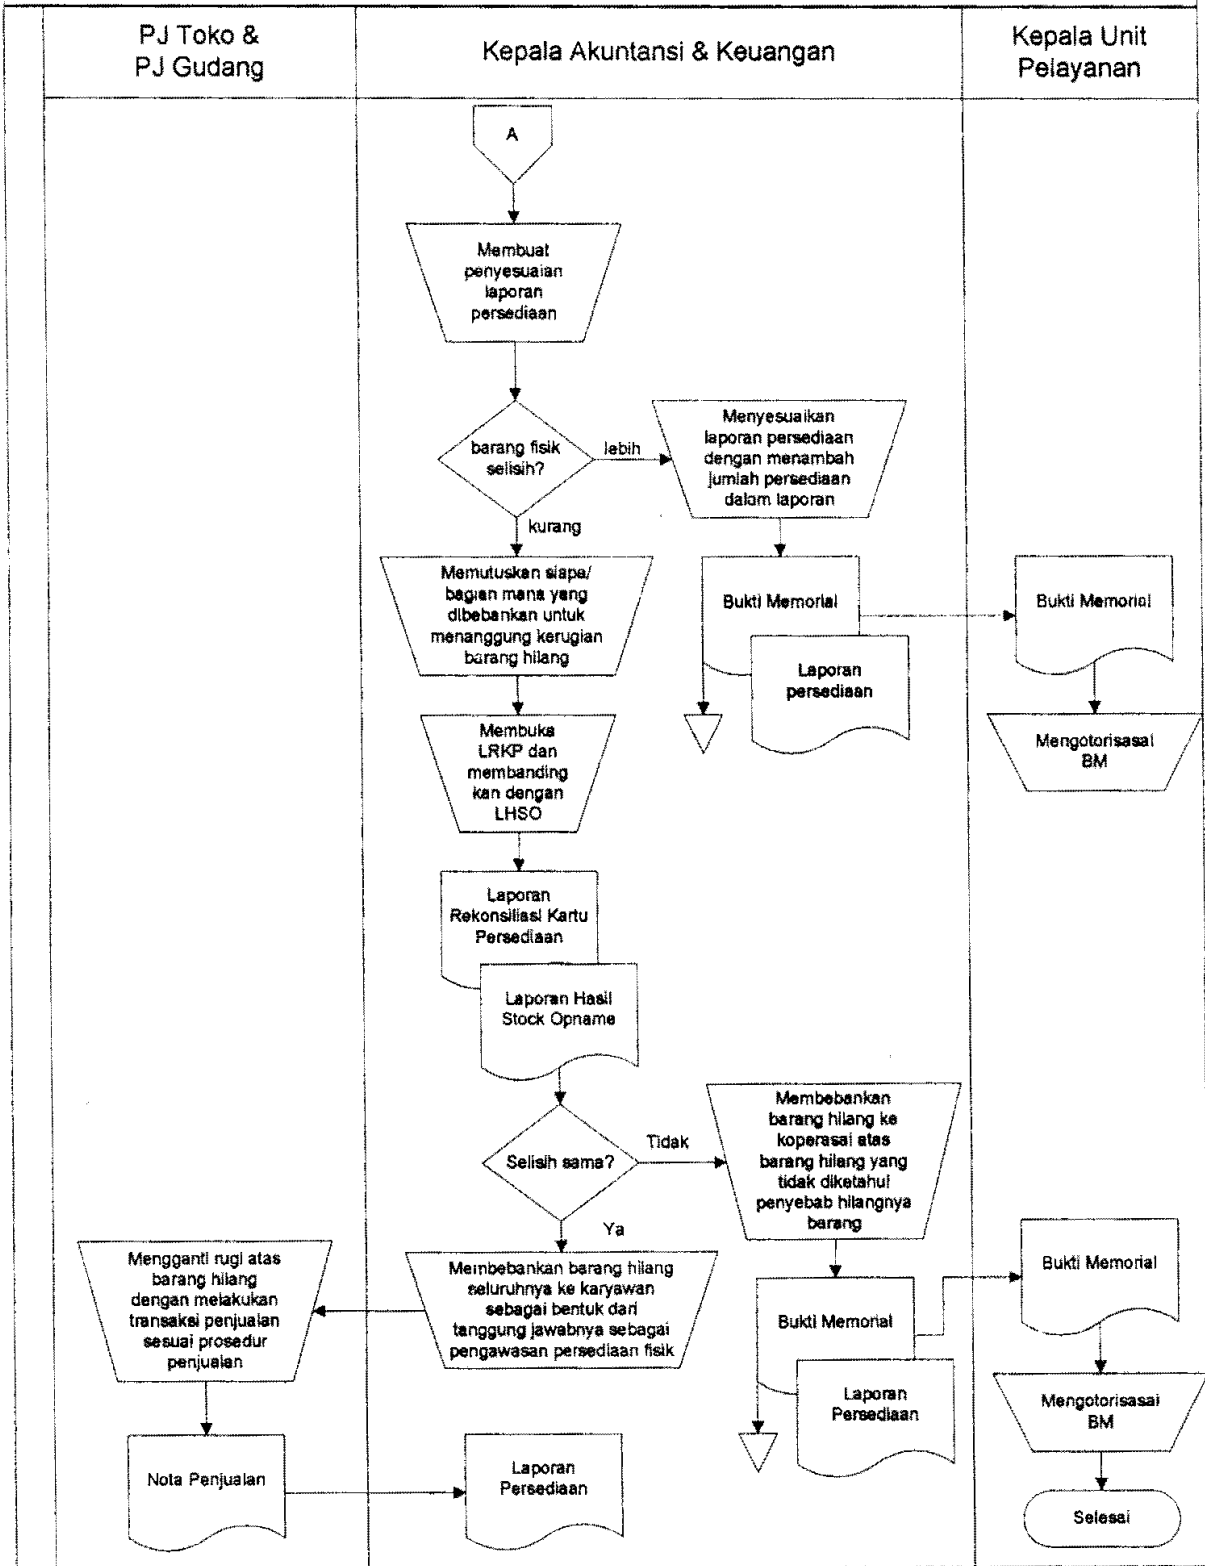 PJ Toko &
PJ Gudang
Kepala Akuntansi & Keuangan
Kepala Unit
Pelayanan
A
Membuat
penyesuaian
laporan
persediaan
barang fisik
selisih?
lebih
kurang
Menyesuaikan
laporan persediaan
dengan menambah
jumlah persediaan
dalam laporan
Memutuskan siapa/
bagian mana yang
dibebankan untuk
menanggung kerugian
barang hilang
Bukti Memorial
Laporan
persediaan
Bukti Memorial
Mengotorisasai
BM
Membuka
LRKP dan
membanding
kan dengan
LHSO
Laporan
Rekonsiliasi Kartu
Persediaan
Laporan Hasil
Stock Opname
Selisih sama?
Tidak
Ya
Membebankan
barang hilang ke
koperasai atas
barang hilang yang
tidak diketahui
penyebab hilangnya
barang
Mengganti rugi atas
barang hilang
dengan melakukan
transaksi penjualan
sesuai prosedur
penjualan
Membebankan barang hilang
seluruhnya ke karyawan
sebagai bentuk dari
tanggung jawabnya sebagai
pengawasan persediaan fisik
Bukti Memorial
Laporan
Persediaan
Bukti Memorial
Mengotorisasai
BM
Nota Penjualan
Laporan
Persediaan
Selesai